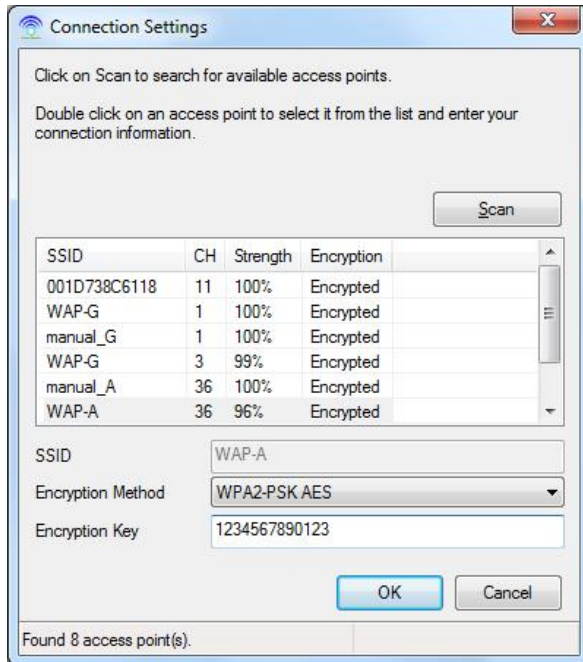 Connection Settings
Click on Scan to search for available access points.
Double click on an access point to select it from the list and enter your
connection information.
Scan
SSID CH Strength Encryption
001D738C6118 11 100% Encrypted
WAP-G 1 100% Encrypted
manual_G 1 100% Encrypted
WAP-G 3 99% Encrypted
manual_A 36 100% Encrypted
WAP-A 36 96% Encrypted
SSID WAP-A
Encryption Method WPA2-PSK AES
Encryption Key 1234567890123
OK Cancel
Found 8 access point(s).